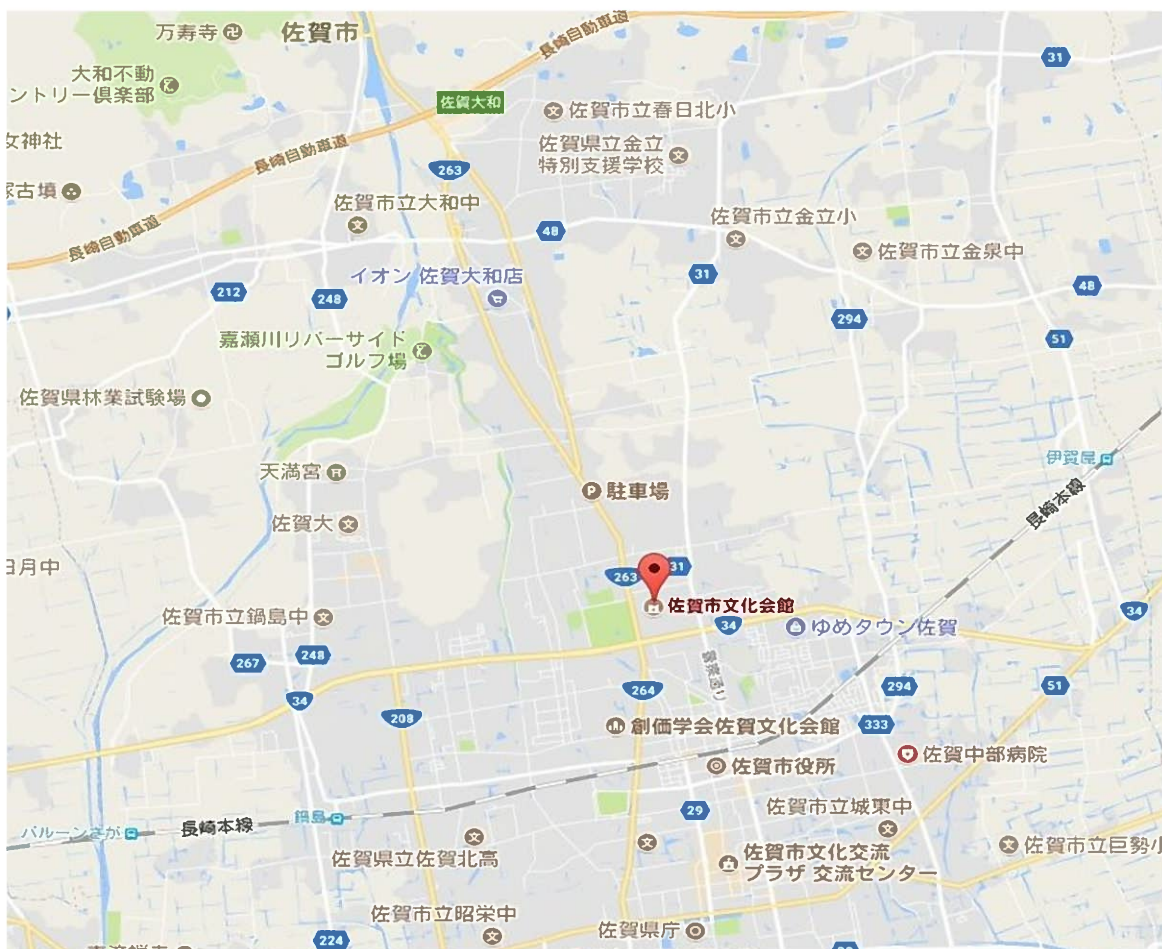 万寿寺
佐賀市
長崎自動車道
31
大和不動
ントリー倶楽部
佐賀大和
佐賀市立春日北小
女神社
長崎自動車道
佐賀県立金立
特別支援学校
263
家古墳
佐賀市立大和中
佐賀市立金立小
長崎自動車道
48
佐賀市立金泉中
イオン 佐賀大和店
31
48
212
248
294
嘉瀬川リバーサイド
ゴルフ場
51
佐賀県林業試験場
伊賀屋
天満宮
駐車場
長崎本線
佐賀大
日月中
263
31
佐賀市文化会館
34
佐賀市立鍋島中
34
ゆめタウン佐賀
267
248
264
294
51
34
208
333
創価学会佐賀文化会館
佐賀中部病院
佐賀市役所
29
佐賀市立城東中
バルーンさが
長崎本線
鍋島
佐賀県立佐賀北高
佐賀市文化交流
プラザ 交流センター
佐賀市立巨勢小
佐賀市立昭栄中
佐賀県庁
224